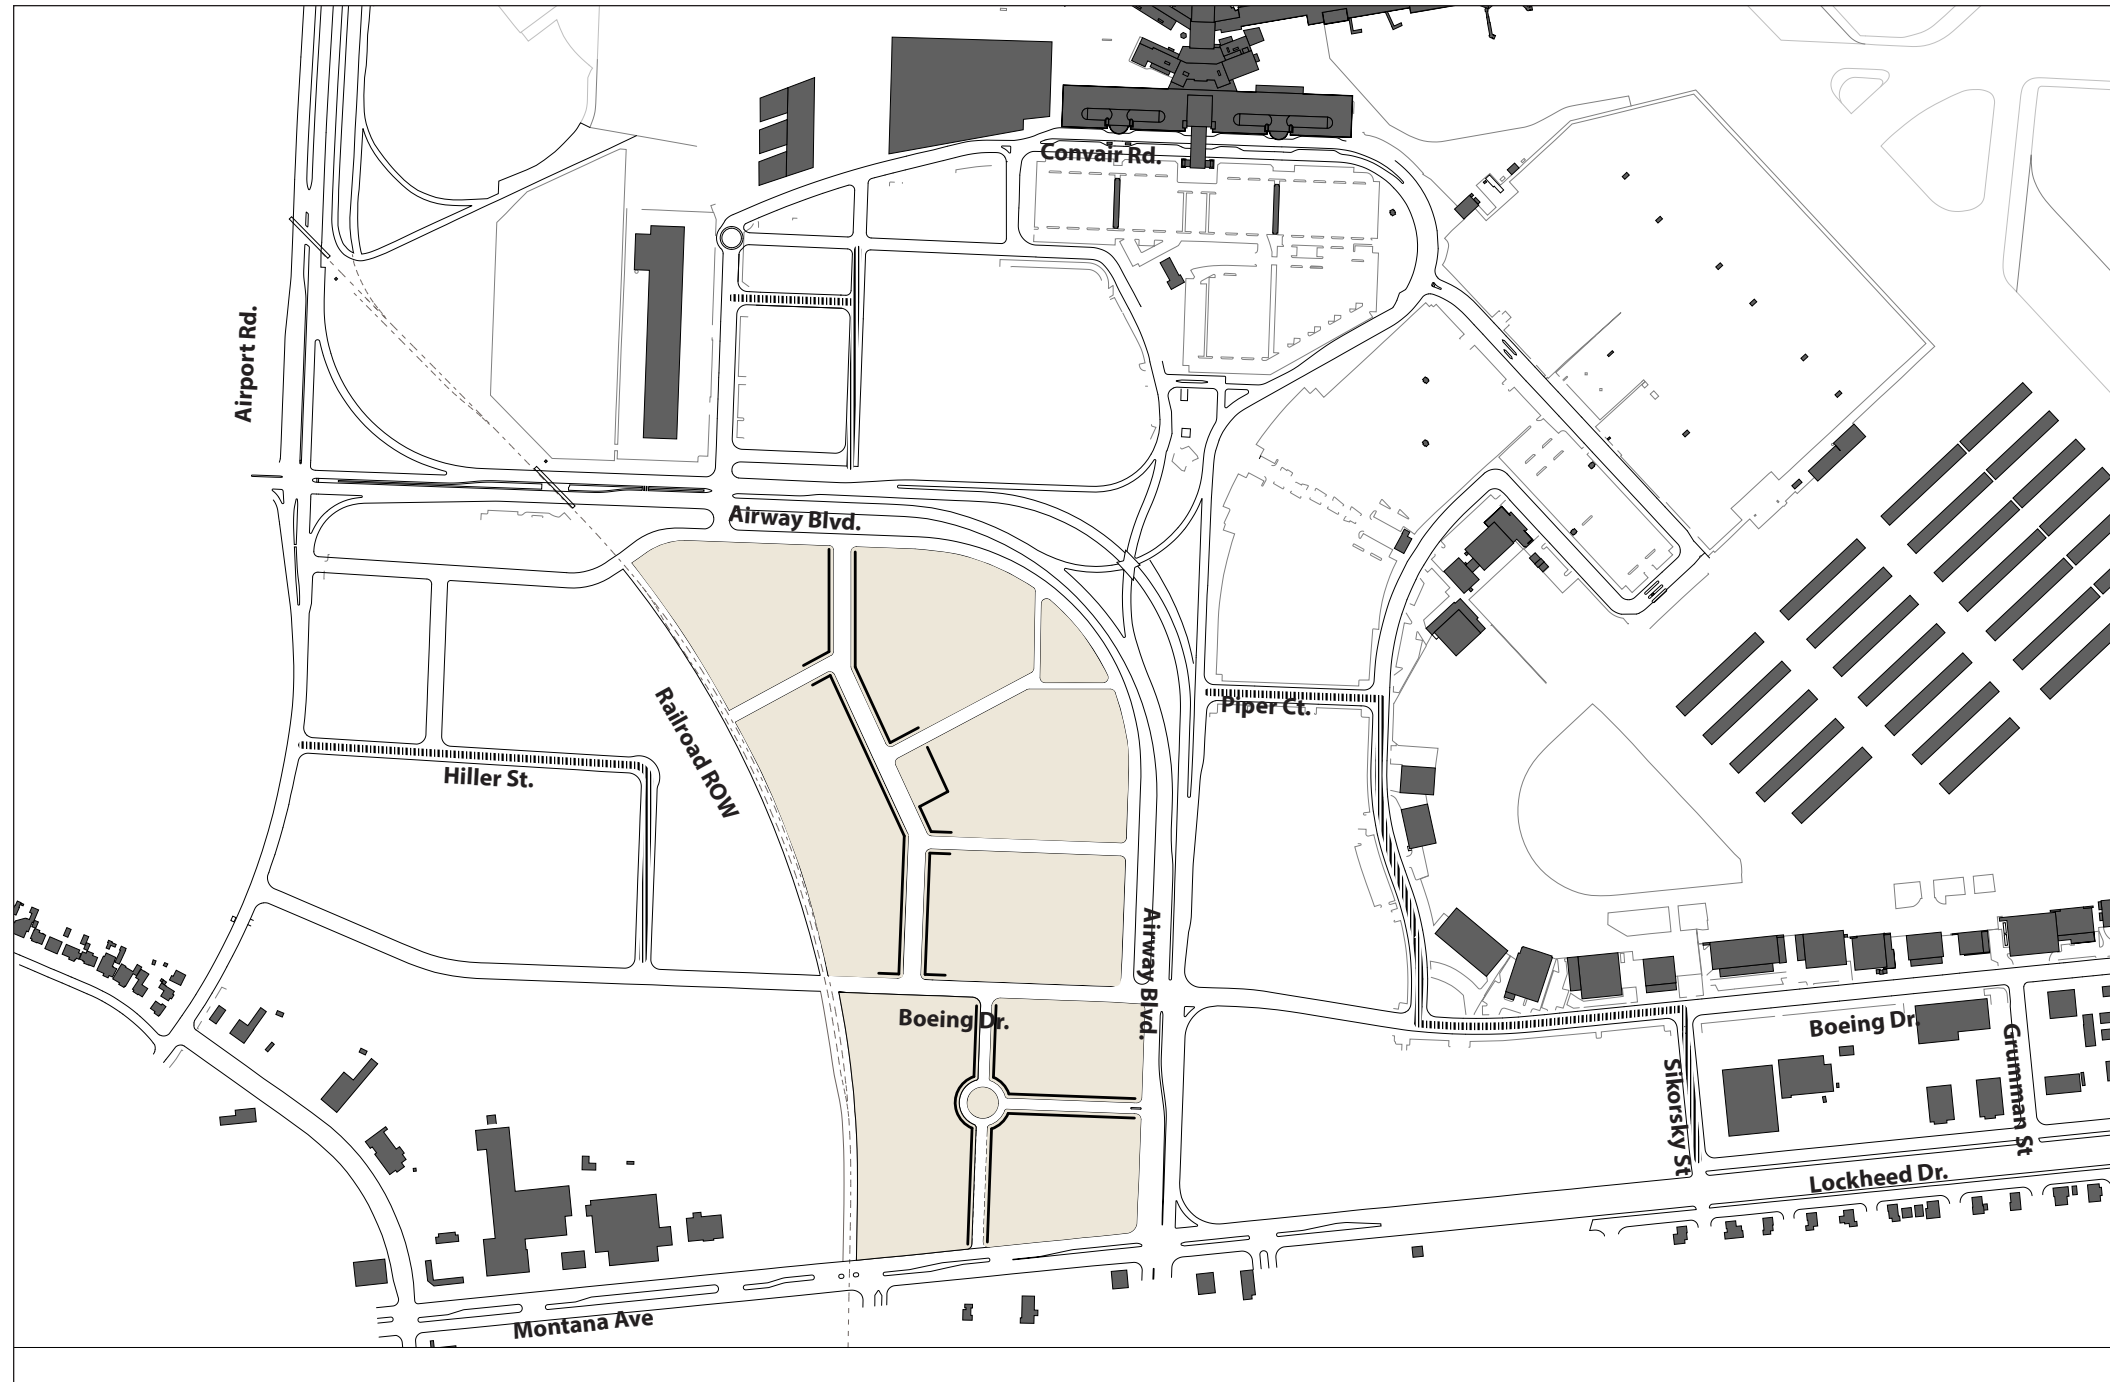 Convair Rd.
Airport Rd.
Airway Blvd.
Railroad ROW
Piper Ct.
Hiller St.
Airway Blvd.
Boeing Dr.
Boeing Dr.
Grumman St
Sikorsky St
Lockheed Dr.
Montana Ave